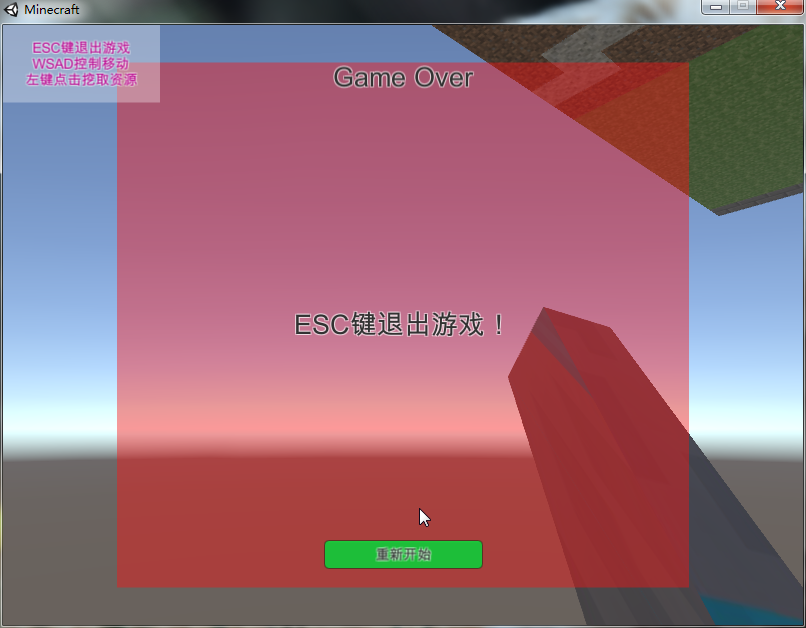 Minecraft
ESC键退出游戏
WSAD控制移动
左键点击挖取资源
Game Over
ESC键退出游戏！
重新开始